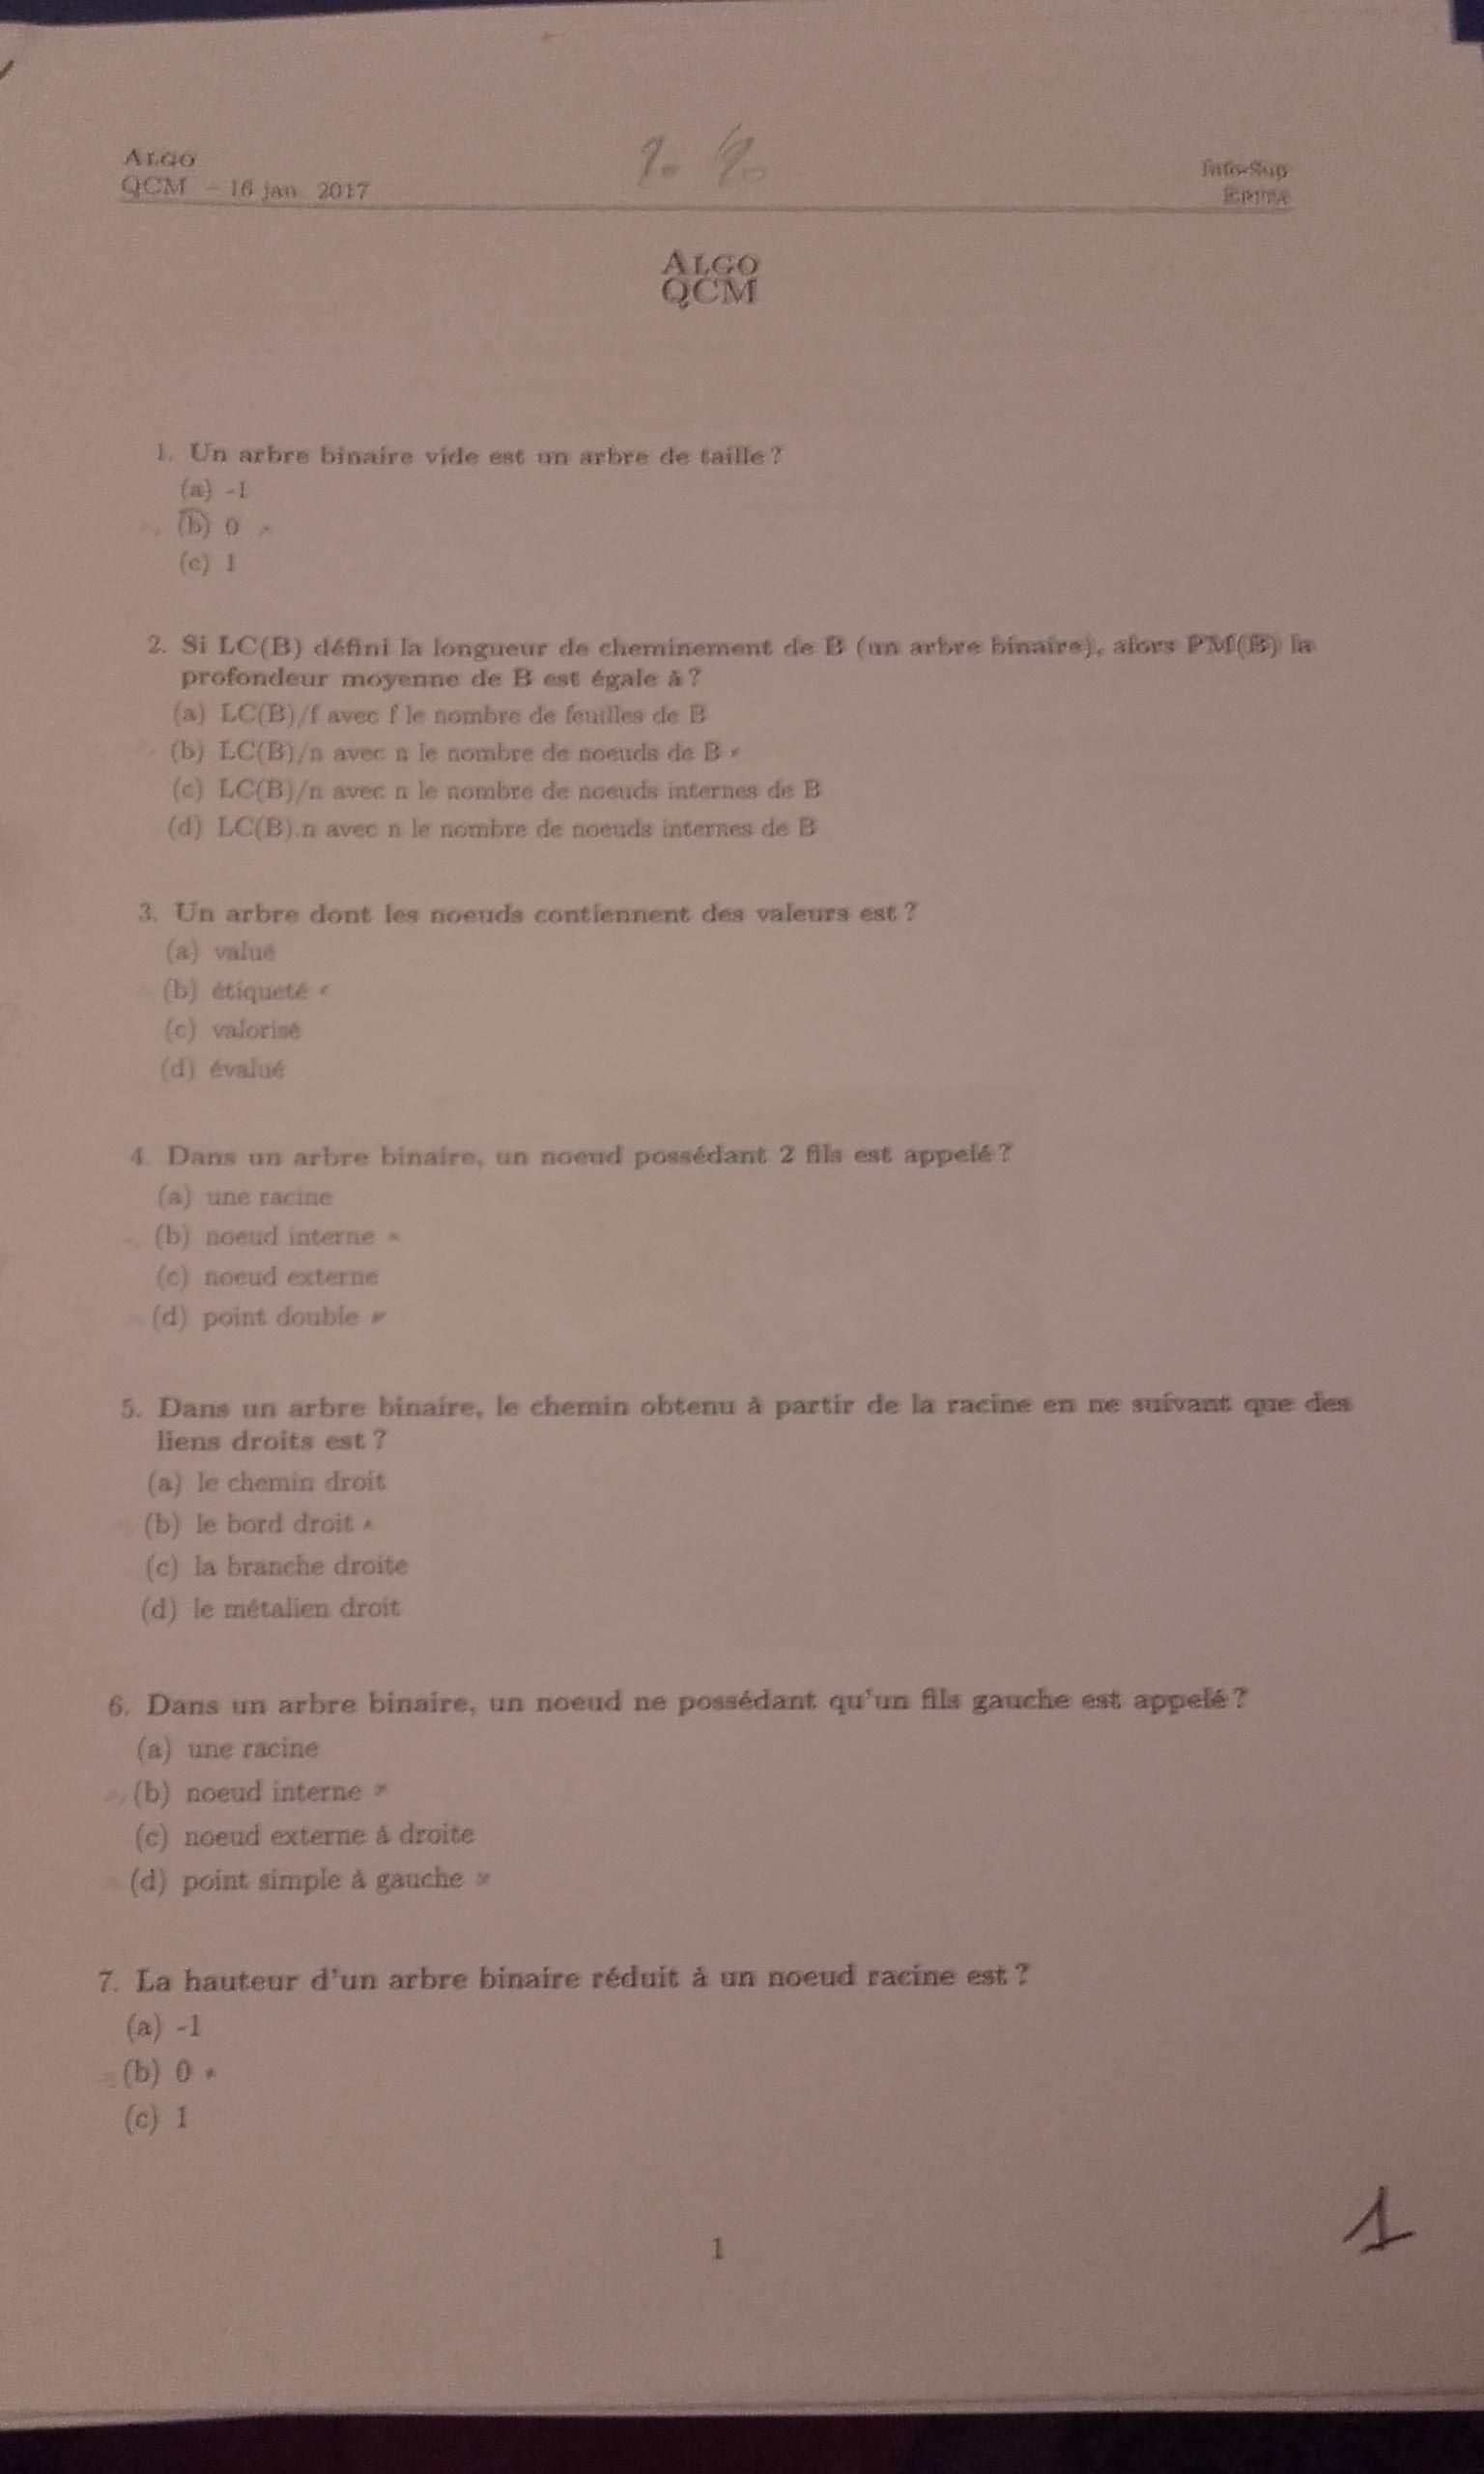 ALGO
QCM – 16 jan. 2017
Info-Sup
EPITA
ALGO
QCM
1. Un arbre binaire vide est un arbre de taille ?
(a) -1
(b) 0
(c) 1
2. Si LC(B) défini la longueur de cheminement de B (un arbre binaire), alors PM(B) la
profondeur moyenne de B est égale à ?
(a) LC(B)/f avec f le nombre de feuilles de B
(b) LC(B)/n avec n le nombre de noeuds de B
(c) LC(B)/n avec n le nombre de noeuds internes de B
(d) LC(B).n avec n le nombre de noeuds internes de B
3. Un arbre dont les noeuds contiennent des valeurs est ?
(a) valué
(b) étiqueté
(c) valorisé
(d) évalué
4. Dans un arbre binaire, un noeud possédant 2 fils est appelé ?
(a) une racine
(b) noeud interne
(c) noeud externe
(d) point double
5. Dans un arbre binaire, le chemin obtenu à partir de la racine en ne suivant que des
liens droits est ?
(a) le chemin droit
(b) le bord droit
(c) la branche droite
(d) le métalien droit
6. Dans un arbre binaire, un noeud ne possédant qu'un fils gauche est appelé ?
(a) une racine
(b) noeud interne
(c) noeud externe à droite
(d) point simple à gauche
7. La hauteur d'un arbre binaire réduit à un noeud racine est ?
(a) -1
(b) 0
(c) 1
1
1